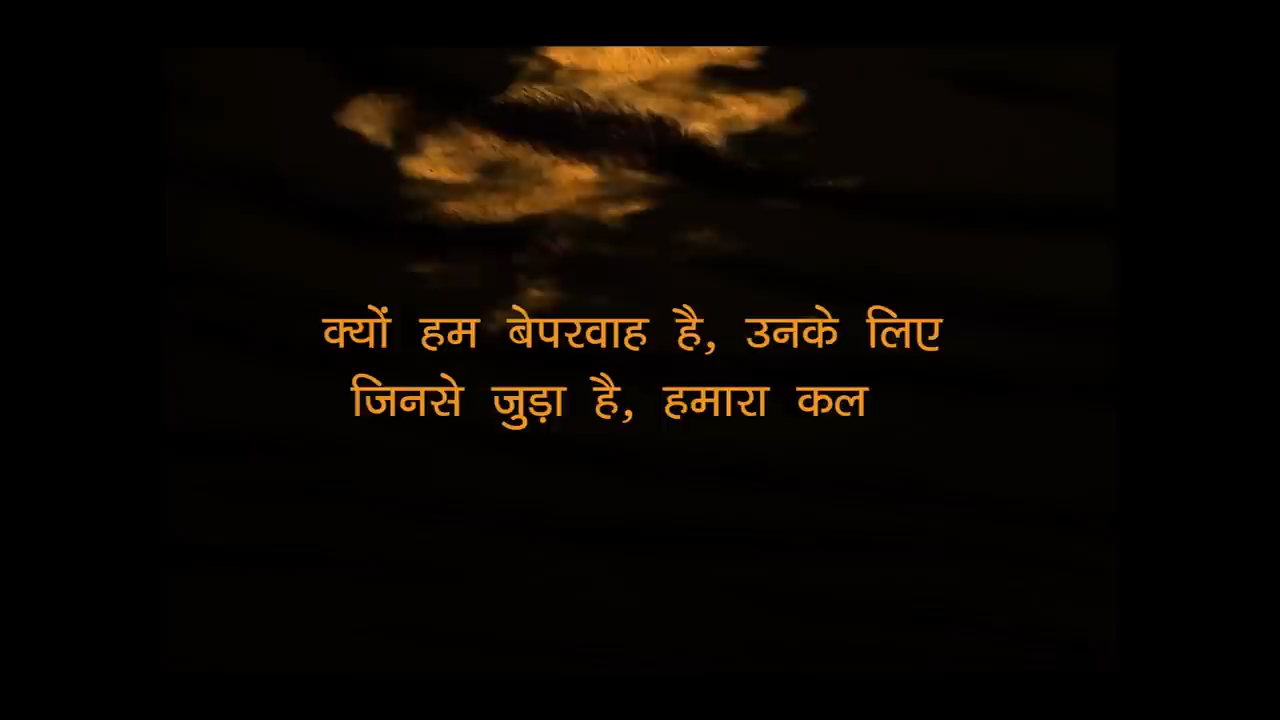 क्यों हम बेपरवाह है, उनके लिए
जिनसे जुड़ा है, हमारा कल